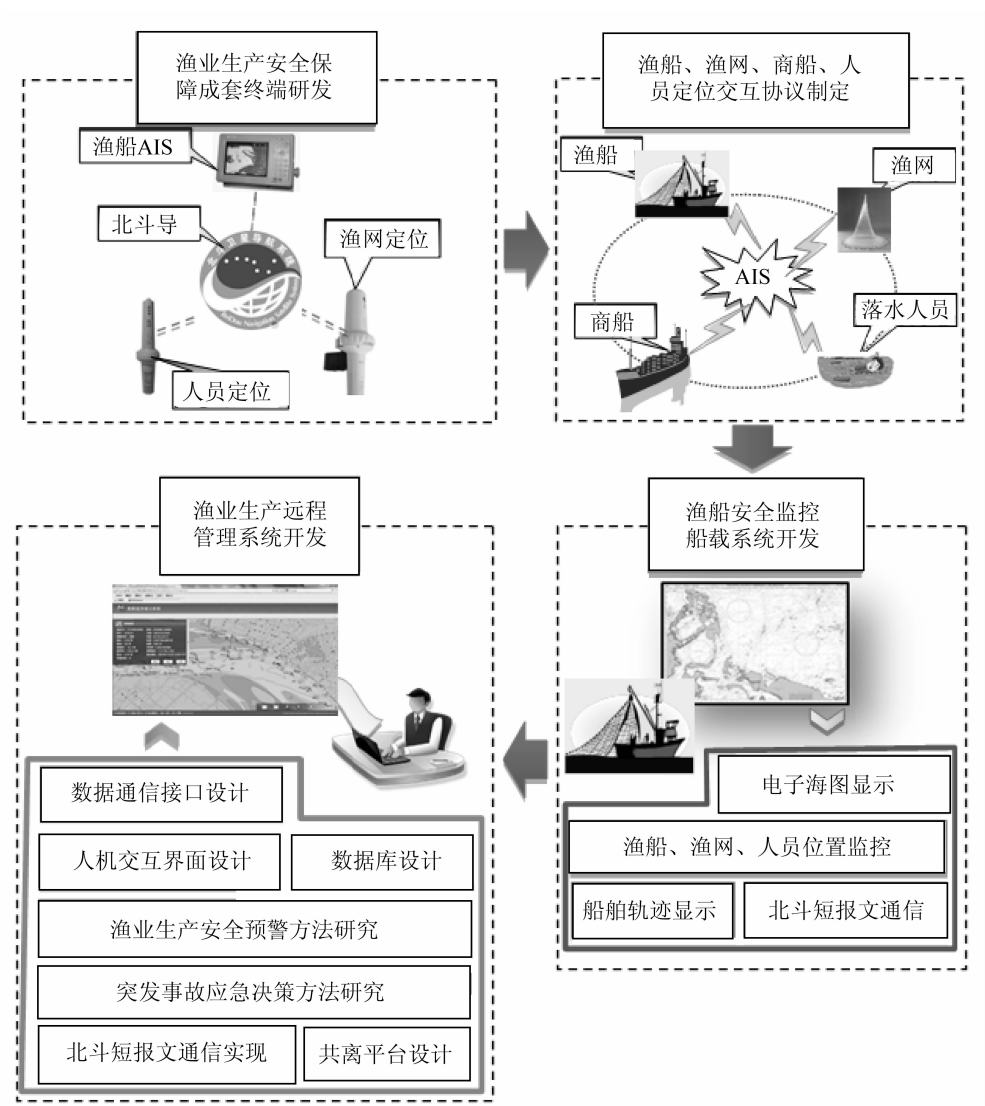 渔业生产安全保
障成套终端研发
渔船AIS
北斗导
渔网定位
人员定位
渔船、渔网、商船、人
员定位交互协议制定
渔船
渔网
AIS
商船
落水人员
渔船安全监控
船载系统开发
电子海图显示
渔船、渔网、人员位置监控
船舶轨迹显示
北斗短报文通信
渔业生产远程
管理系统开发
数据通信接口设计
人机交互界面设计
数据库设计
渔业生产安全预警方法研究
突发事故应急决策方法研究
北斗短报文通信实现
共离平台设计